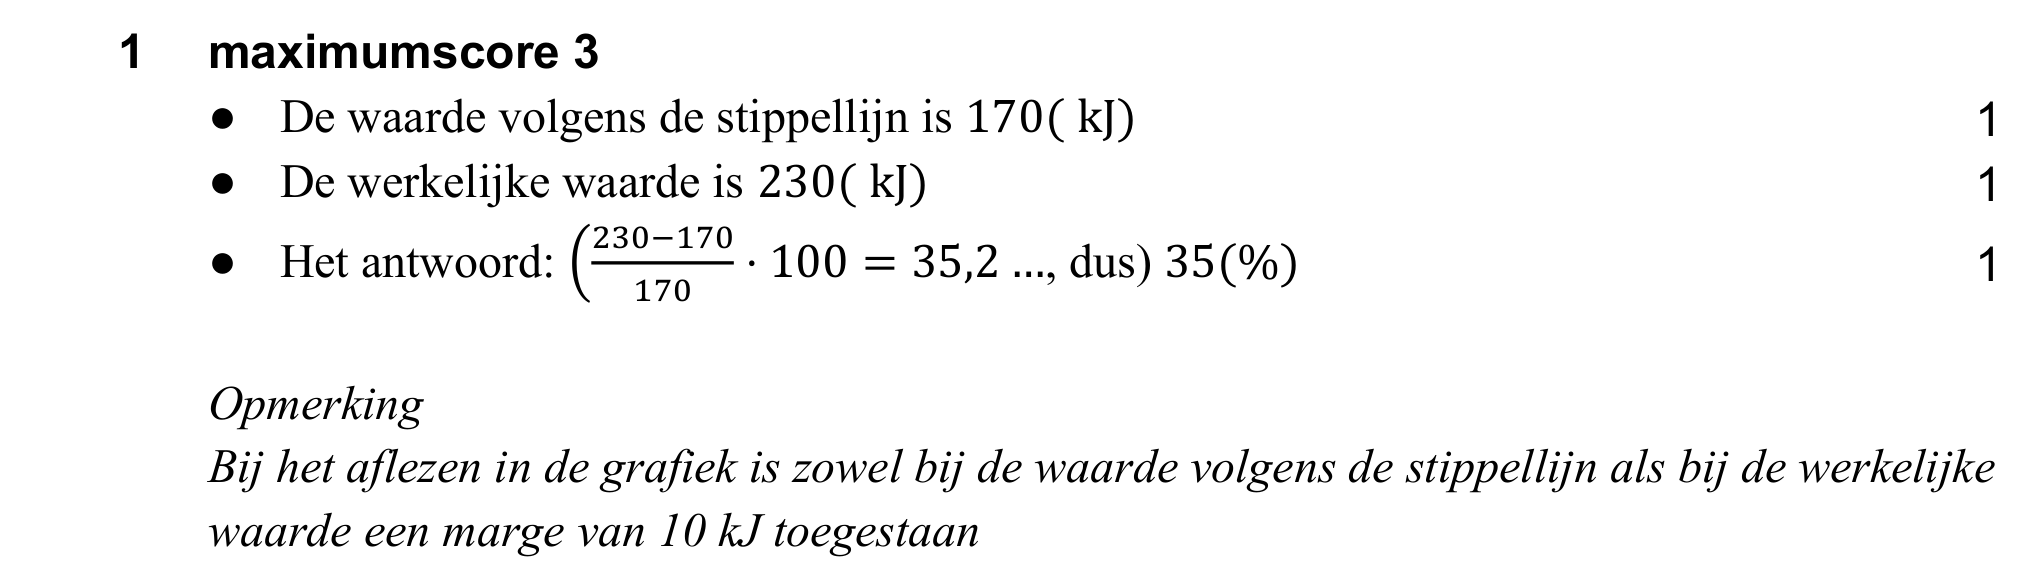 1 maximumscore 3
● De waarde volgens de stippellijn is 170( kJ) 1
● De werkelijke waarde is 230( kJ) 1
● Het antwoord: (\frac{230−170}{170} · 100 = 35,2 ..., dus) 35(%) 1
Opmerking
Bij het aflezen in de grafiek is zowel bij de waarde volgens de stippellijn als bij de werkelijke
waarde een marge van 10 kJ toegestaan